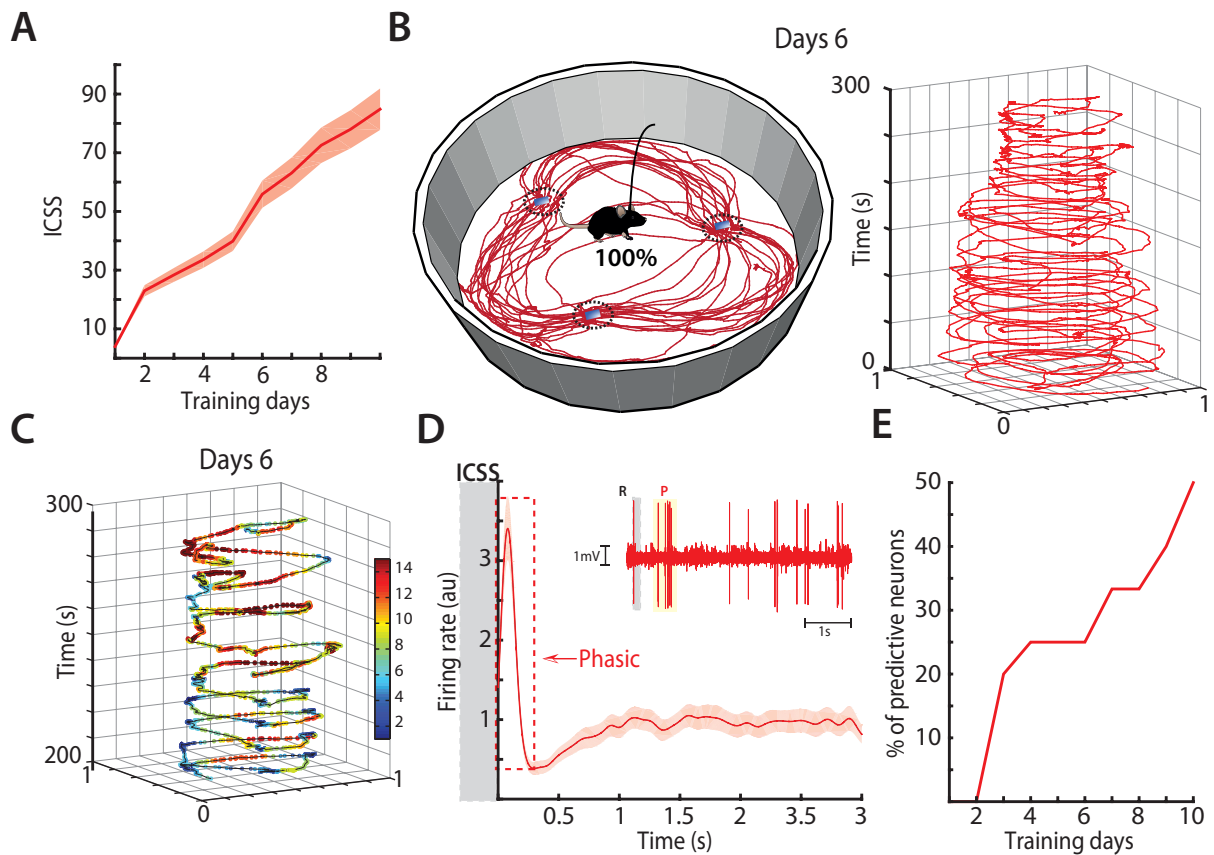 A
ICSS
90
70
50
30
10
2 4 6 8
Training days
B
Days 6
100%
300
Time (s)
0
1
0
1
C
Days 6
300
Time (s)
200
1
0
1
14
12
10
8
6
4
2
D
ICSS
Firing rate (au)
3
2
1
0.5 1 1.5 2 3.5 3
Time (s)
Phasic
R P
1mV
1s
E
% of predictive neurons
50
40
30
20
10
2 4 6 8 10
Training days